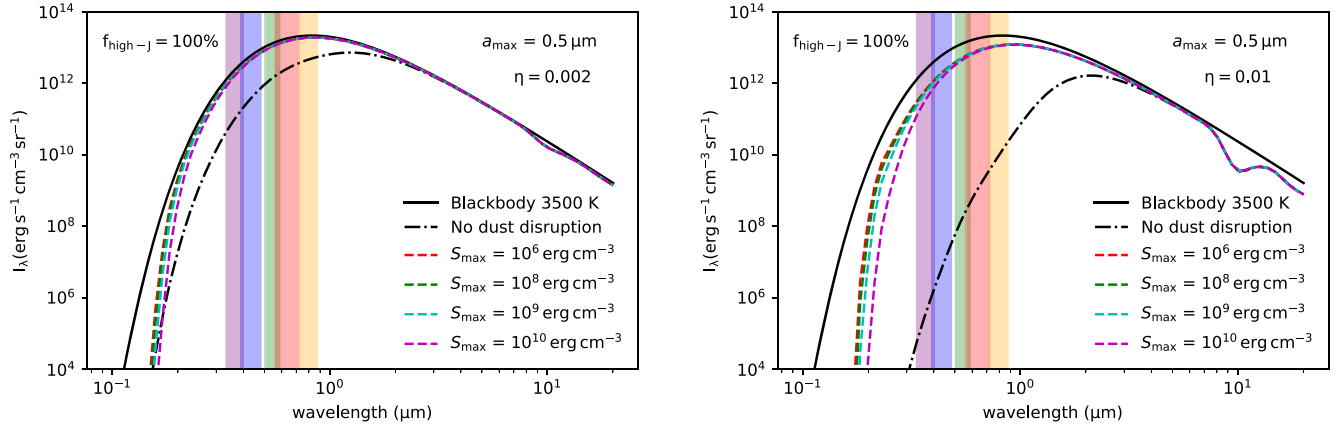 10¹⁴
f_high−J = 100%
a_max = 0.5 μm
η = 0.002
10¹²
10¹⁰
10⁸
10⁶
10⁴
I_λ(erg s⁻¹ cm⁻³ sr⁻¹)
Blackbody 3500 K
No dust disruption
S_max = 10⁶ erg cm⁻³
S_max = 10⁸ erg cm⁻³
S_max = 10⁹ erg cm⁻³
S_max = 10¹⁰ erg cm⁻³
10⁻¹ 10⁰ 10¹
wavelength (μm)
10¹⁴
f_high−J = 100%
a_max = 0.5 μm
η = 0.01
10¹²
10¹⁰
10⁸
10⁶
10⁴
I_λ(erg s⁻¹ cm⁻³ sr⁻¹)
Blackbody 3500 K
No dust disruption
S_max = 10⁶ erg cm⁻³
S_max = 10⁸ erg cm⁻³
S_max = 10⁹ erg cm⁻³
S_max = 10¹⁰ erg cm⁻³
10⁻¹ 10⁰ 10¹
wavelength (μm)